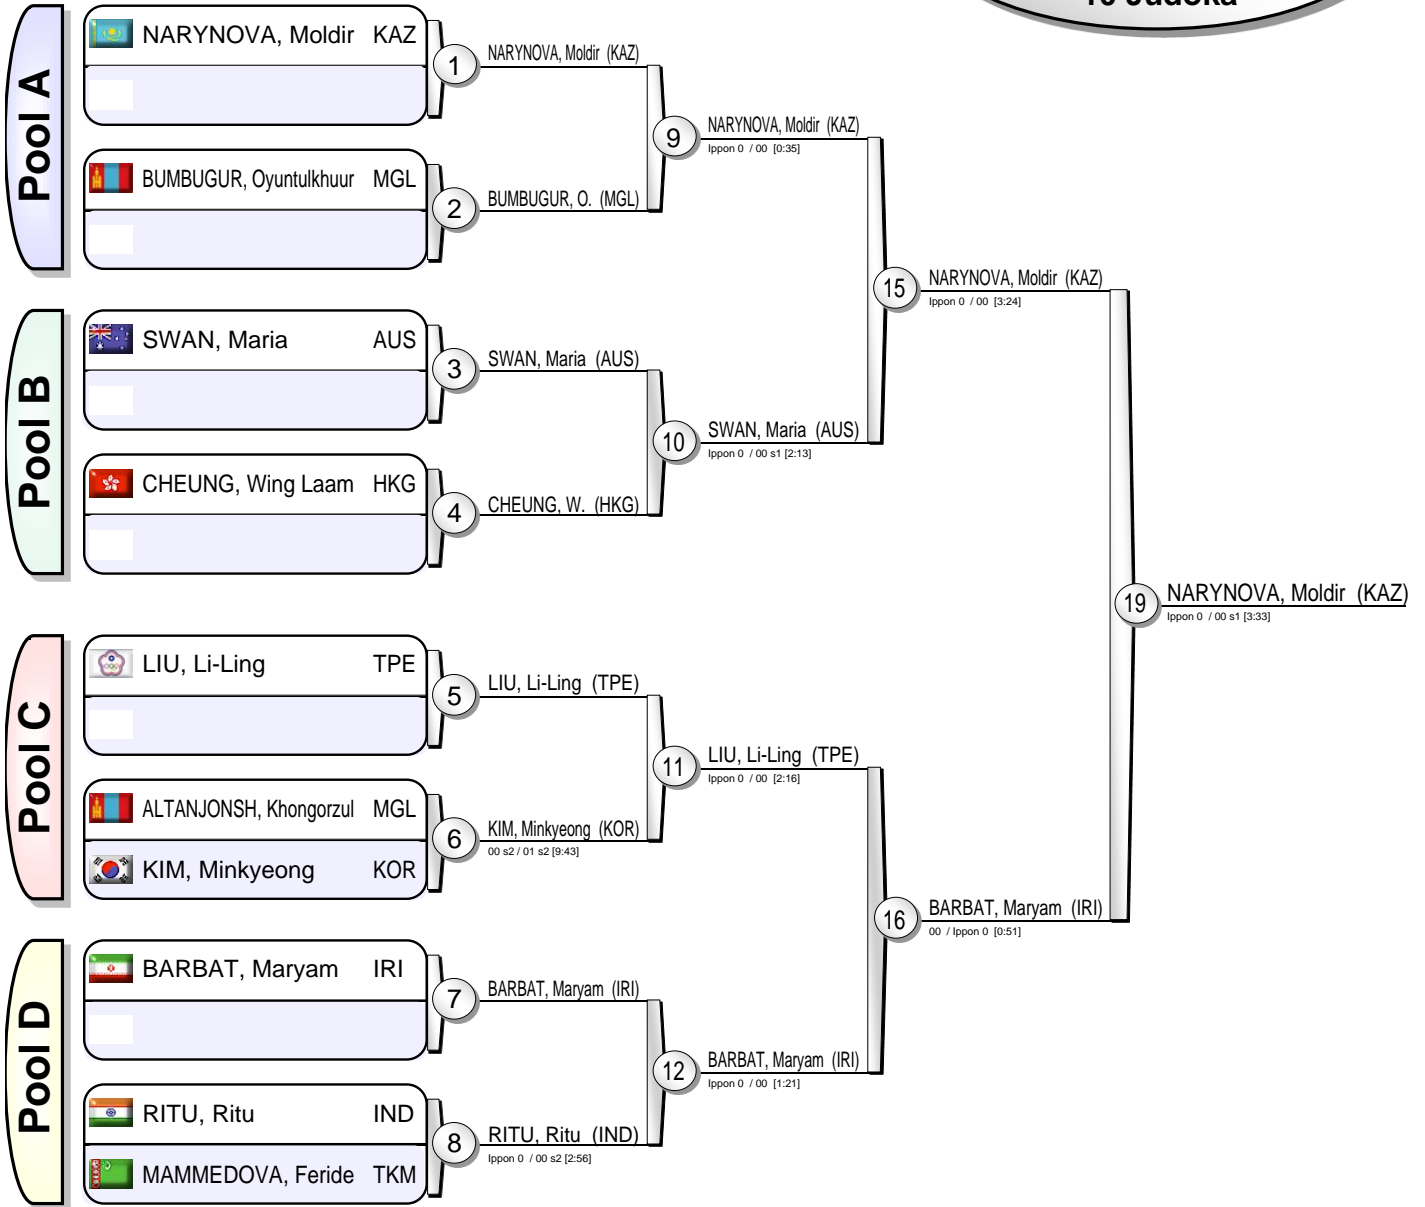 10 Judoka
Pool A
NARYNOVA, Moldir KAZ
1
NARYNOVA, Moldir (KAZ)
BUMBUGUR, Oyuntulkhuur MGL
2
BUMBUGUR, O. (MGL)
9
NARYNOVA, Moldir (KAZ)
Ippon 0 / 00 [0:35]
Pool B
SWAN, Maria AUS
3
SWAN, Maria (AUS)
CHEUNG, Wing Laam HKG
4
CHEUNG, W. (HKG)
10
SWAN, Maria (AUS)
Ippon 0 / 00 s1 [2:13]
15
NARYNOVA, Moldir (KAZ)
Ippon 0 / 00 [3:24]
Pool C
LIU, Li-Ling TPE
5
LIU, Li-Ling (TPE)
ALTANJONSH, Khongorzul MGL
KIM, Minkyeong KOR
6
KIM, Minkyeong (KOR)
00 s2 / 01 s2 [9:43]
11
LIU, Li-Ling (TPE)
Ippon 0 / 00 [2:16]
Pool D
BARBAT, Maryam IRI
7
BARBAT, Maryam (IRI)
RITU, Ritu IND
MAMMEDOVA, Feride TKM
8
RITU, Ritu (IND)
Ippon 0 / 00 s2 [2:56]
12
BARBAT, Maryam (IRI)
Ippon 0 / 00 [1:21]
16
BARBAT, Maryam (IRI)
00 / Ippon 0 [0:51]
19
NARYNOVA, Moldir (KAZ)
Ippon 0 / 00 s1 [3:33]